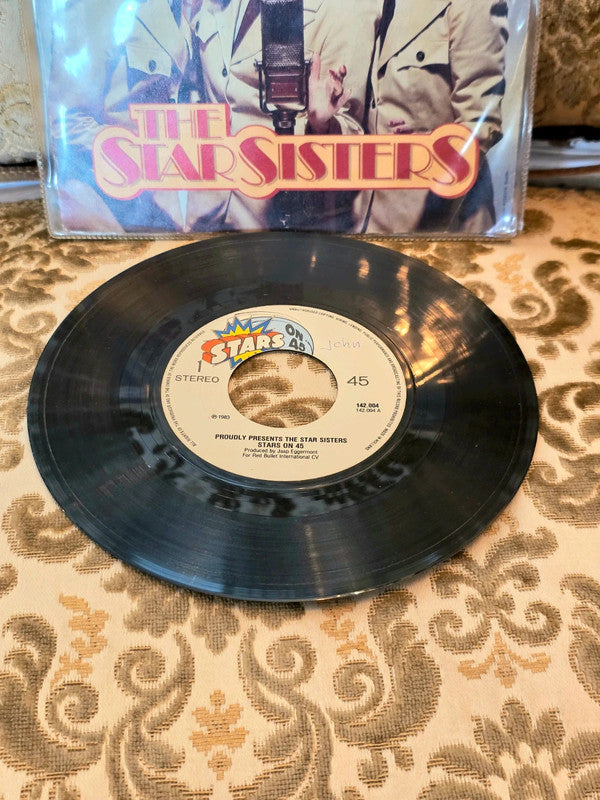 THE
STAR SISTERS
STARS ON 45
John
1
STEREO
45
℗ 1983
142.004
142.004 A
PROUDLY PRESENTS THE STAR SISTERS
STARS ON 45
Produced by Jaap Eggermont
For Red Bullet International CV